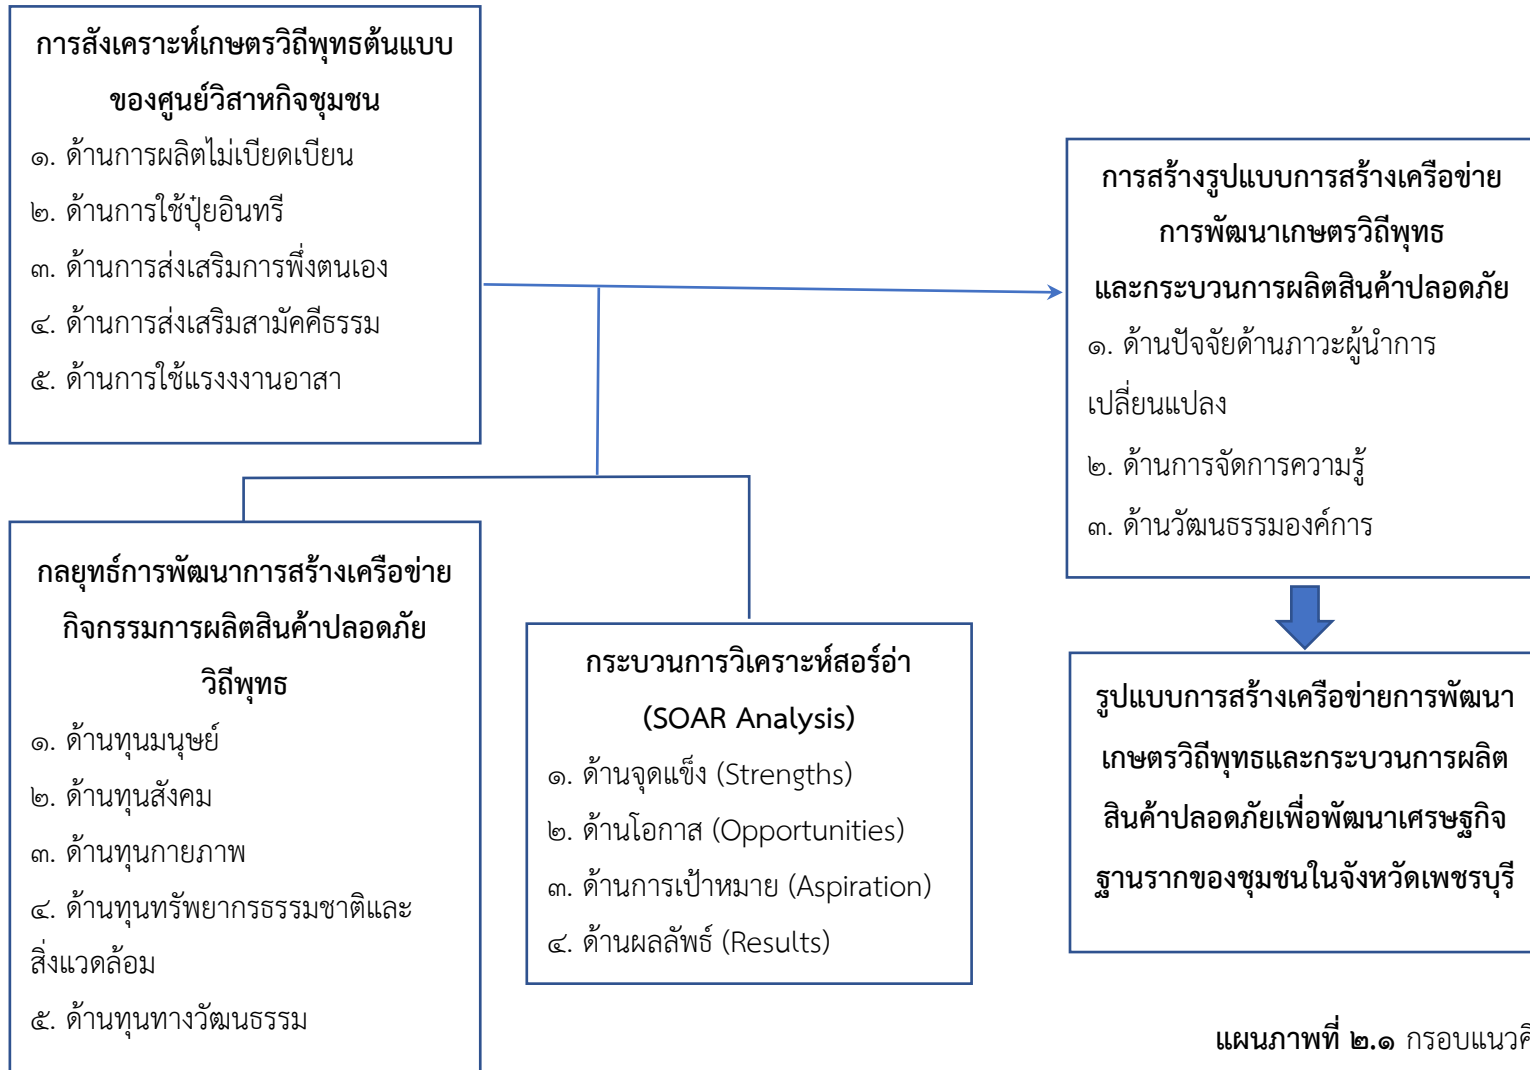 การสังเคราะห์เกษตรวิถีพุทธต้นแบบ
ของศูนย์วิสาหกิจชุมชน
๑. ด้านการผลิตไม่เบียดเบียน
๒. ด้านการใช้ปุ๋ยอินทรี
๓. ด้านการส่งเสริมการพึ่งตนเอง
๔. ด้านการส่งเสริมสามัคคีธรรม
๕. ด้านการใช้แรงงงานอาสา
การสร้างรูปแบบการสร้างเครือข่าย
การพัฒนาเกษตรวิถีพุทธ
และกระบวนการผลิตสินค้าปลอดภัย
๑. ด้านปัจจัยด้านภาวะผู้นำการ
เปลี่ยนแปลง
๒. ด้านการจัดการความรู้
๓. ด้านวัฒนธรรมองค์การ
กลยุทธ์การพัฒนาการสร้างเครือข่าย
กิจกรรมการผลิตสินค้าปลอดภัย
วิถีพุทธ
๑. ด้านทุนมนุษย์
๒. ด้านทุนสังคม
๓. ด้านทุนกายภาพ
๔. ด้านทุนทรัพยากรธรรมชาติและ
สิ่งแวดล้อม
๕. ด้านทุนทางวัฒนธรรม
กระบวนการวิเคราะห์สอร์อ่า
(SOAR Analysis)
๑. ด้านจุดแข็ง (Strengths)
๒. ด้านโอกาส (Opportunities)
๓. ด้านการเป้าหมาย (Aspiration)
๔. ด้านผลลัพธ์ (Results)
รูปแบบการสร้างเครือข่ายการพัฒนา
เกษตรวิถีพุทธและกระบวนการผลิต
สินค้าปลอดภัยเพื่อพัฒนาเศรษฐกิจ
ฐานรากของชุมชนในจังหวัดเพชรบุรี
แผนภาพที่ ๒.๑ กรอบแนวคิ